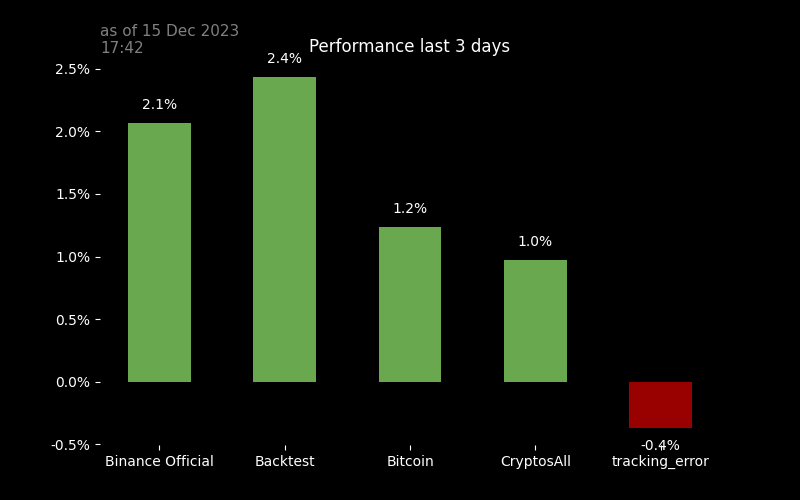 as of 15 Dec 2023
17:42
Performance last 3 days
2.5%
2.0%
1.5%
1.0%
0.5%
0.0%
-0.5%
2.1%
2.4%
1.2%
1.0%
-0.4%
Binance Official
Backtest
Bitcoin
CryptosAll
tracking_error